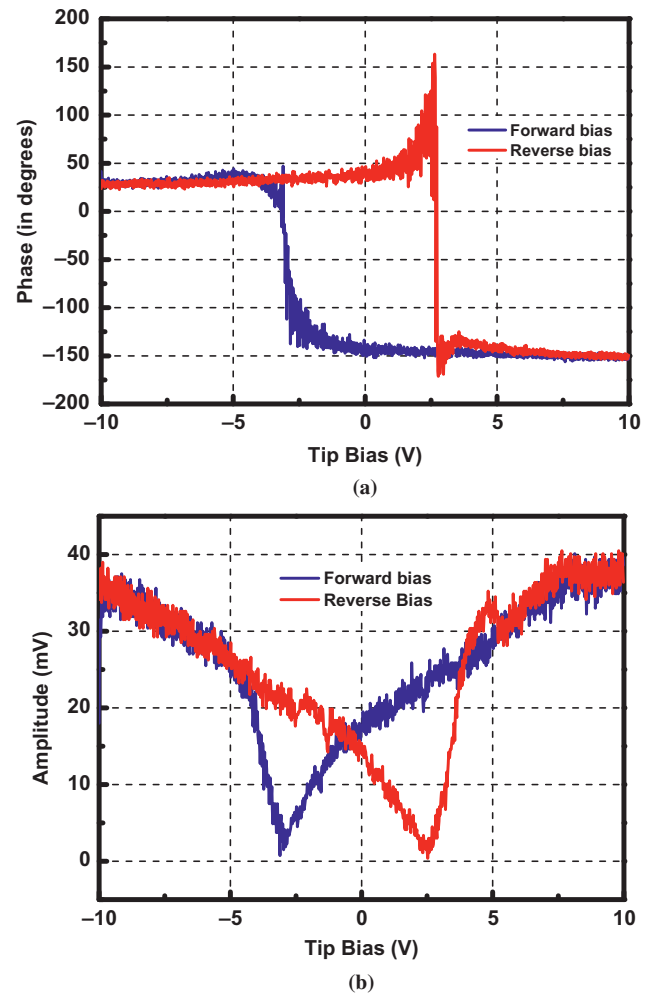 200
150
100
50
0
−50
−100
−150
−200
Phase (in degrees)
Forward bias
Reverse bias
−10
−5
0
5
10
Tip Bias (V)
(a)
40
30
20
10
0
Amplitude (mV)
Forward bias
Reverse Bias
−10
−5
0
5
10
Tip Bias (V)
(b)